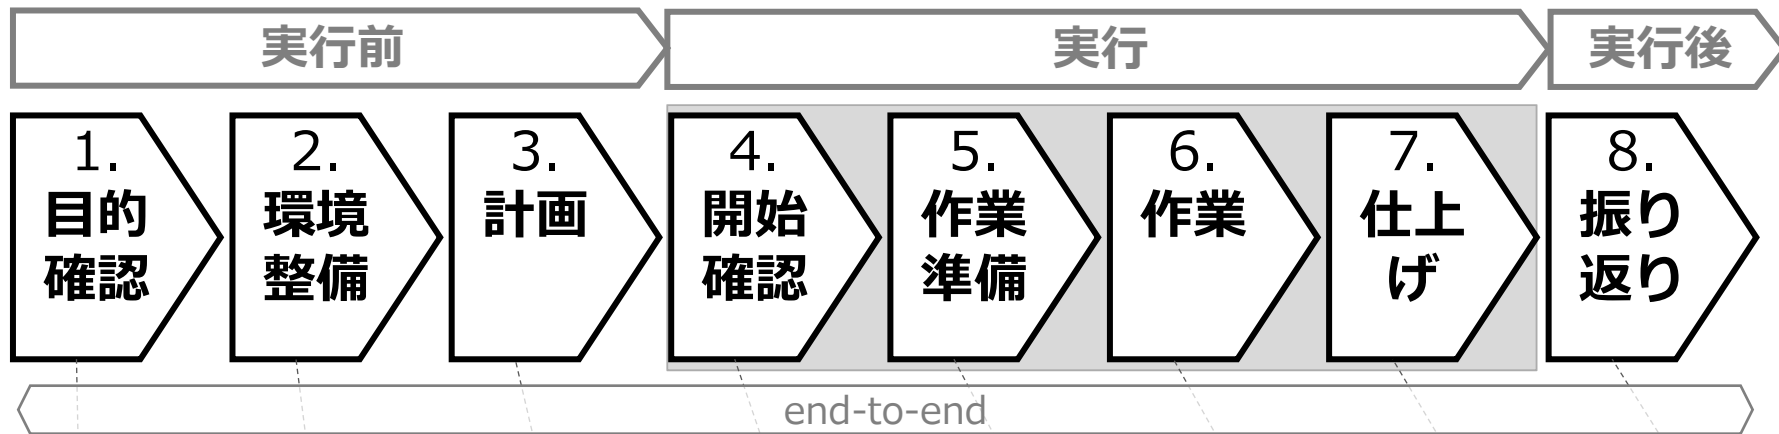 実行前
実行
実行後
1.
目的
確認
2.
環境
整備
3.
計画
4.
開始
確認
5.
作業
準備
6.
作業
7.
仕上
げ
8.
振り
返り
end-to-end